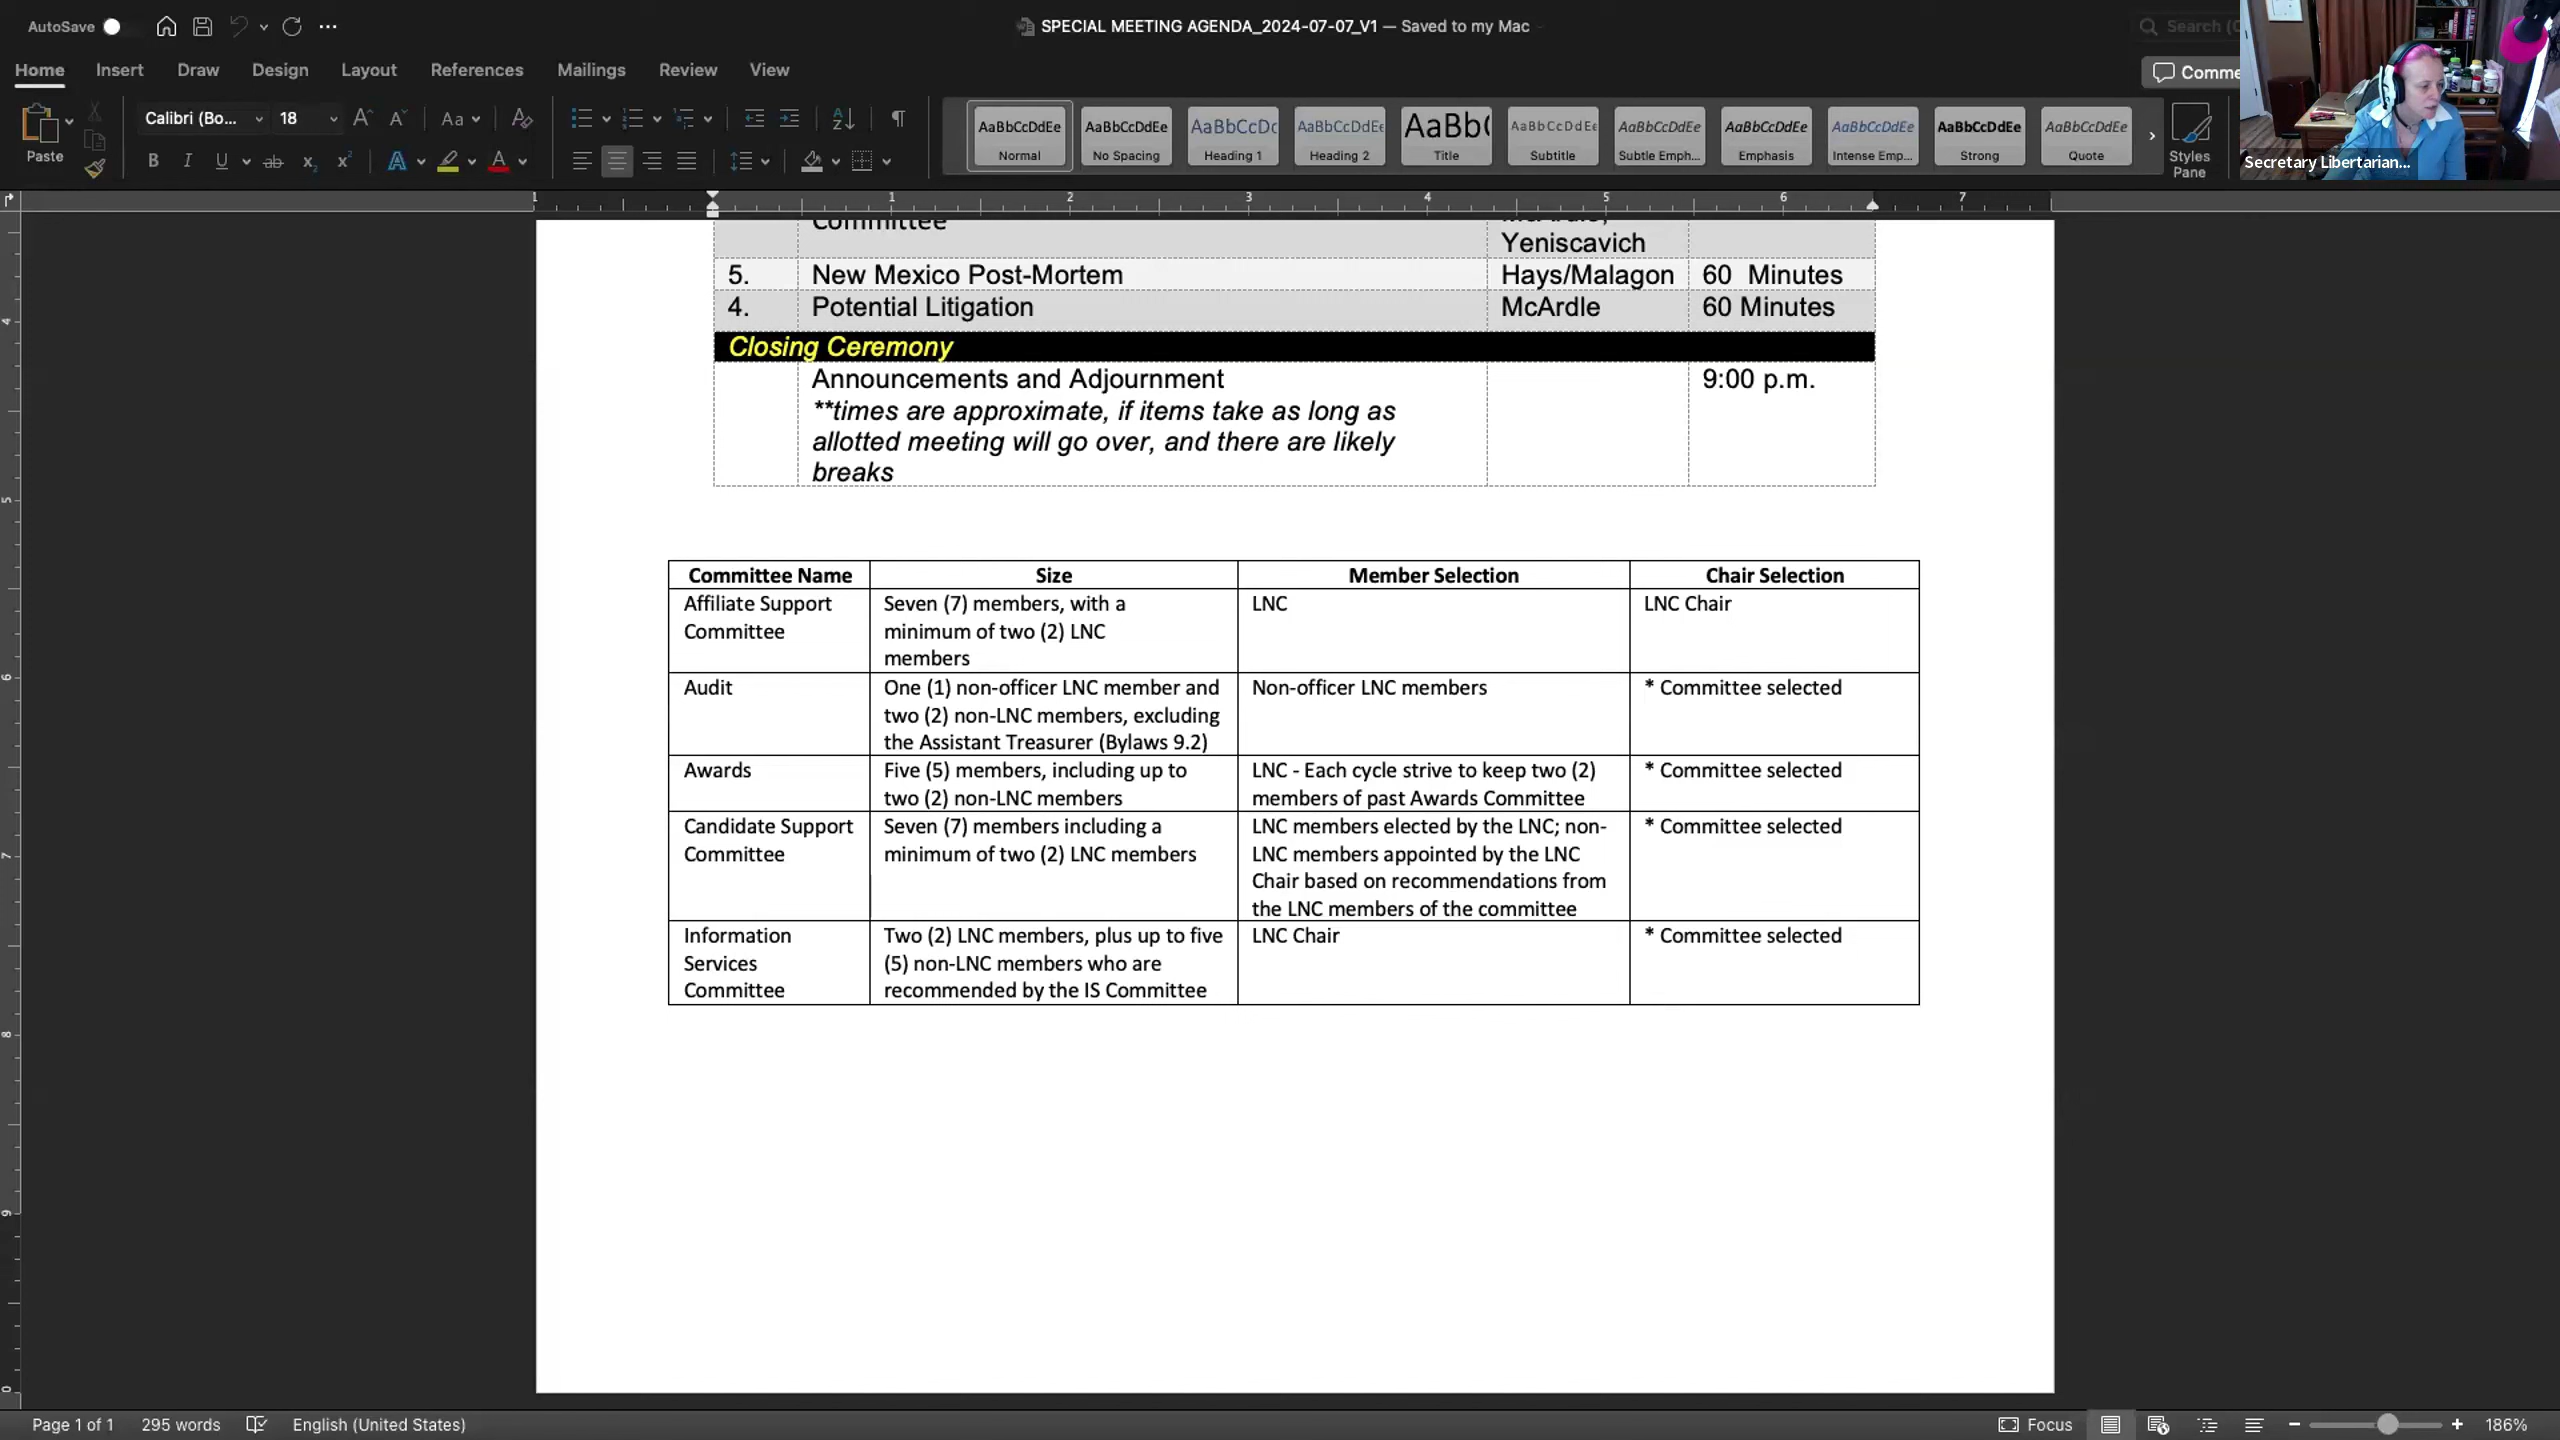 AutoSave
SPECIAL MEETING AGENDA_2024-07-07_V1 — Saved to my Mac
Search (
Home Insert Draw Design Layout References Mailings Review View
Comme
Paste
Calibri (Bo... 18
AaBbCcDdEe AaBbCcDdEe AaBbCcDc AaBbCcDdEe AaBb( AaBbCcDdEe AaBbCcDdEe AaBbCcDdEe AaBbCcDdEe AaBbCcDdEe AaBbCcDdEe
Normal No Spacing Heading 1 Heading 2 Title Subtitle Subtle Emph... Emphasis Intense Emp... Strong Quote
Styles
Pane
Secretary Libertarian...
1 1 2 3 4 5 6 7
Committee
Yeniscavich
5. New Mexico Post-Mortem Hays/Malagon 60 Minutes
4. Potential Litigation McArdle 60 Minutes
Closing Ceremony
Announcements and Adjournment 9:00 p.m.
**times are approximate, if items take as long as
allotted meeting will go over, and there are likely
breaks
Committee Name Size Member Selection Chair Selection
Affiliate Support Seven (7) members, with a LNC LNC Chair
Committee minimum of two (2) LNC
members
Audit One (1) non-officer LNC member and Non-officer LNC members * Committee selected
two (2) non-LNC members, excluding
the Assistant Treasurer (Bylaws 9.2)
Awards Five (5) members, including up to LNC - Each cycle strive to keep two (2) * Committee selected
two (2) non-LNC members members of past Awards Committee
Candidate Support Seven (7) members including a LNC members elected by the LNC; non- * Committee selected
Committee minimum of two (2) LNC members LNC members appointed by the LNC
Chair based on recommendations from
the LNC members of the committee
Information Two (2) LNC members, plus up to five LNC Chair * Committee selected
Services (5) non-LNC members who are
Committee recommended by the IS Committee
Page 1 of 1 295 words English (United States) Focus 186%